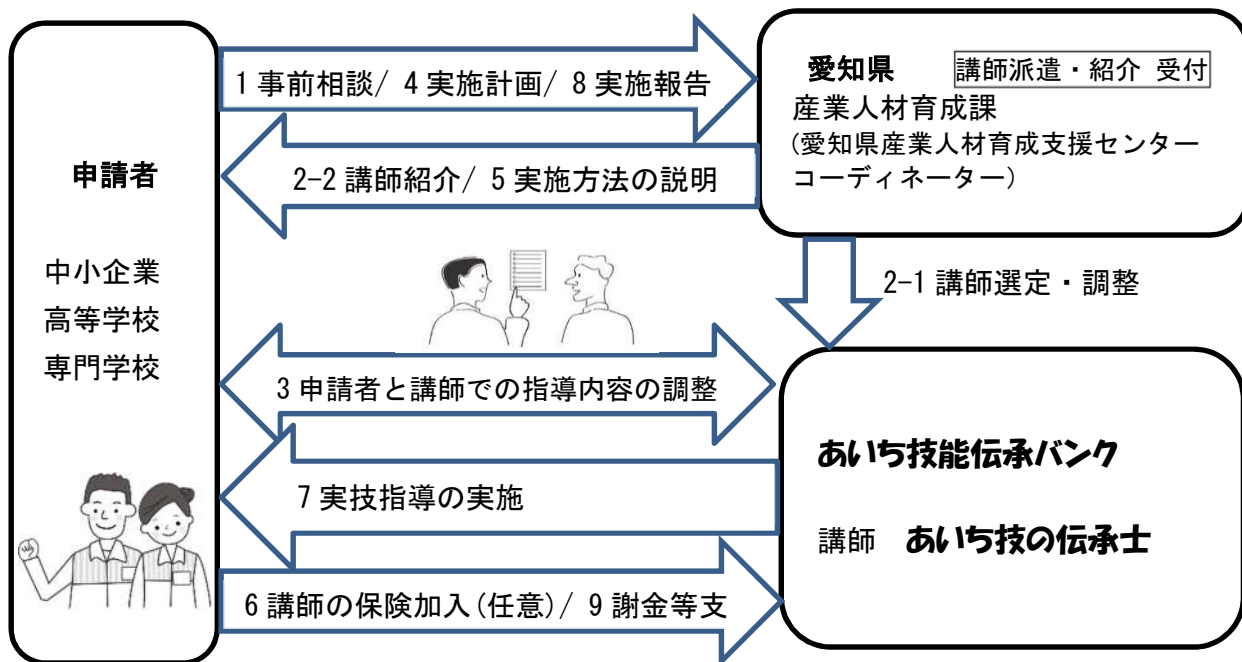 1 事前相談/ 4 実施計画/ 8 実施報告
2-2 講師紹介/ 5 実施方法の説明
申請者
中小企業
高等学校
専門学校
愛知県 講師派遣・紹介 受付
産業人材育成課
(愛知県産業人材育成支援センター
コーディネーター)
2-1 講師選定・調整
3 申請者と講師での指導内容の調整
7 実技指導の実施
6 講師の保険加入(任意)/ 9 謝金等支
あいち技能伝承バンク
講師 あいち技の伝承士